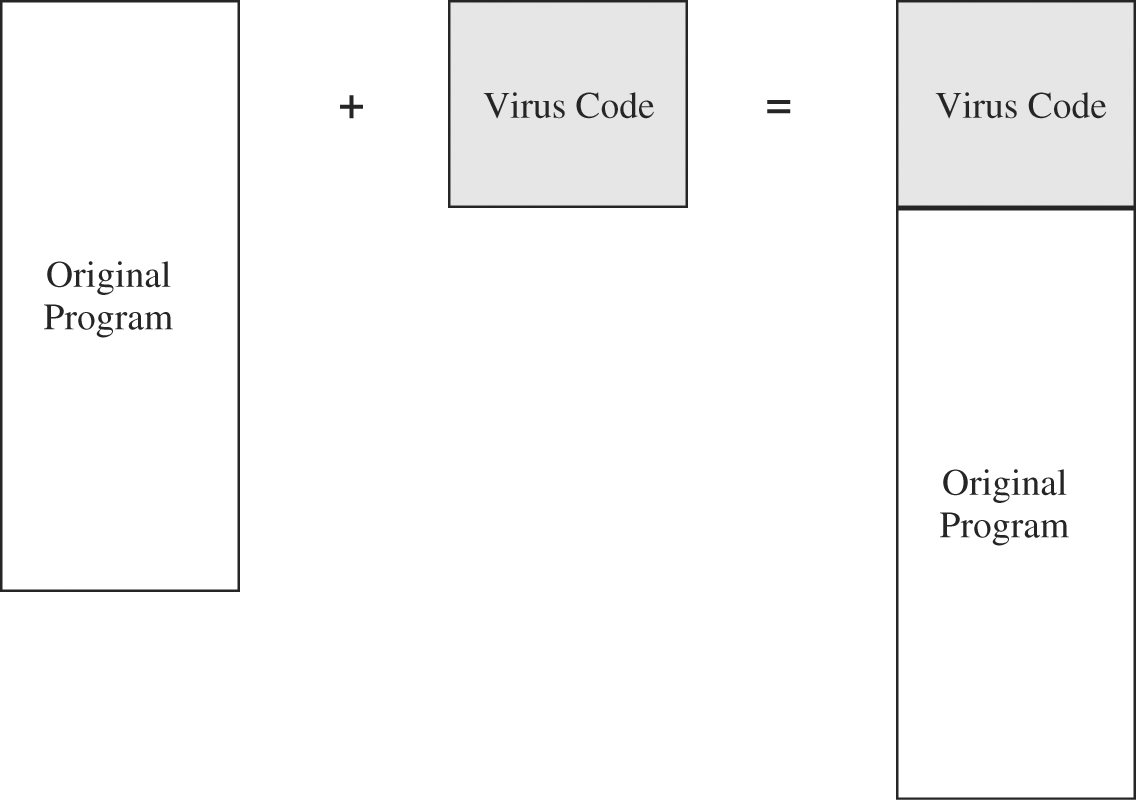 +
Virus Code
=
Virus Code
Original
Program
Original
Program